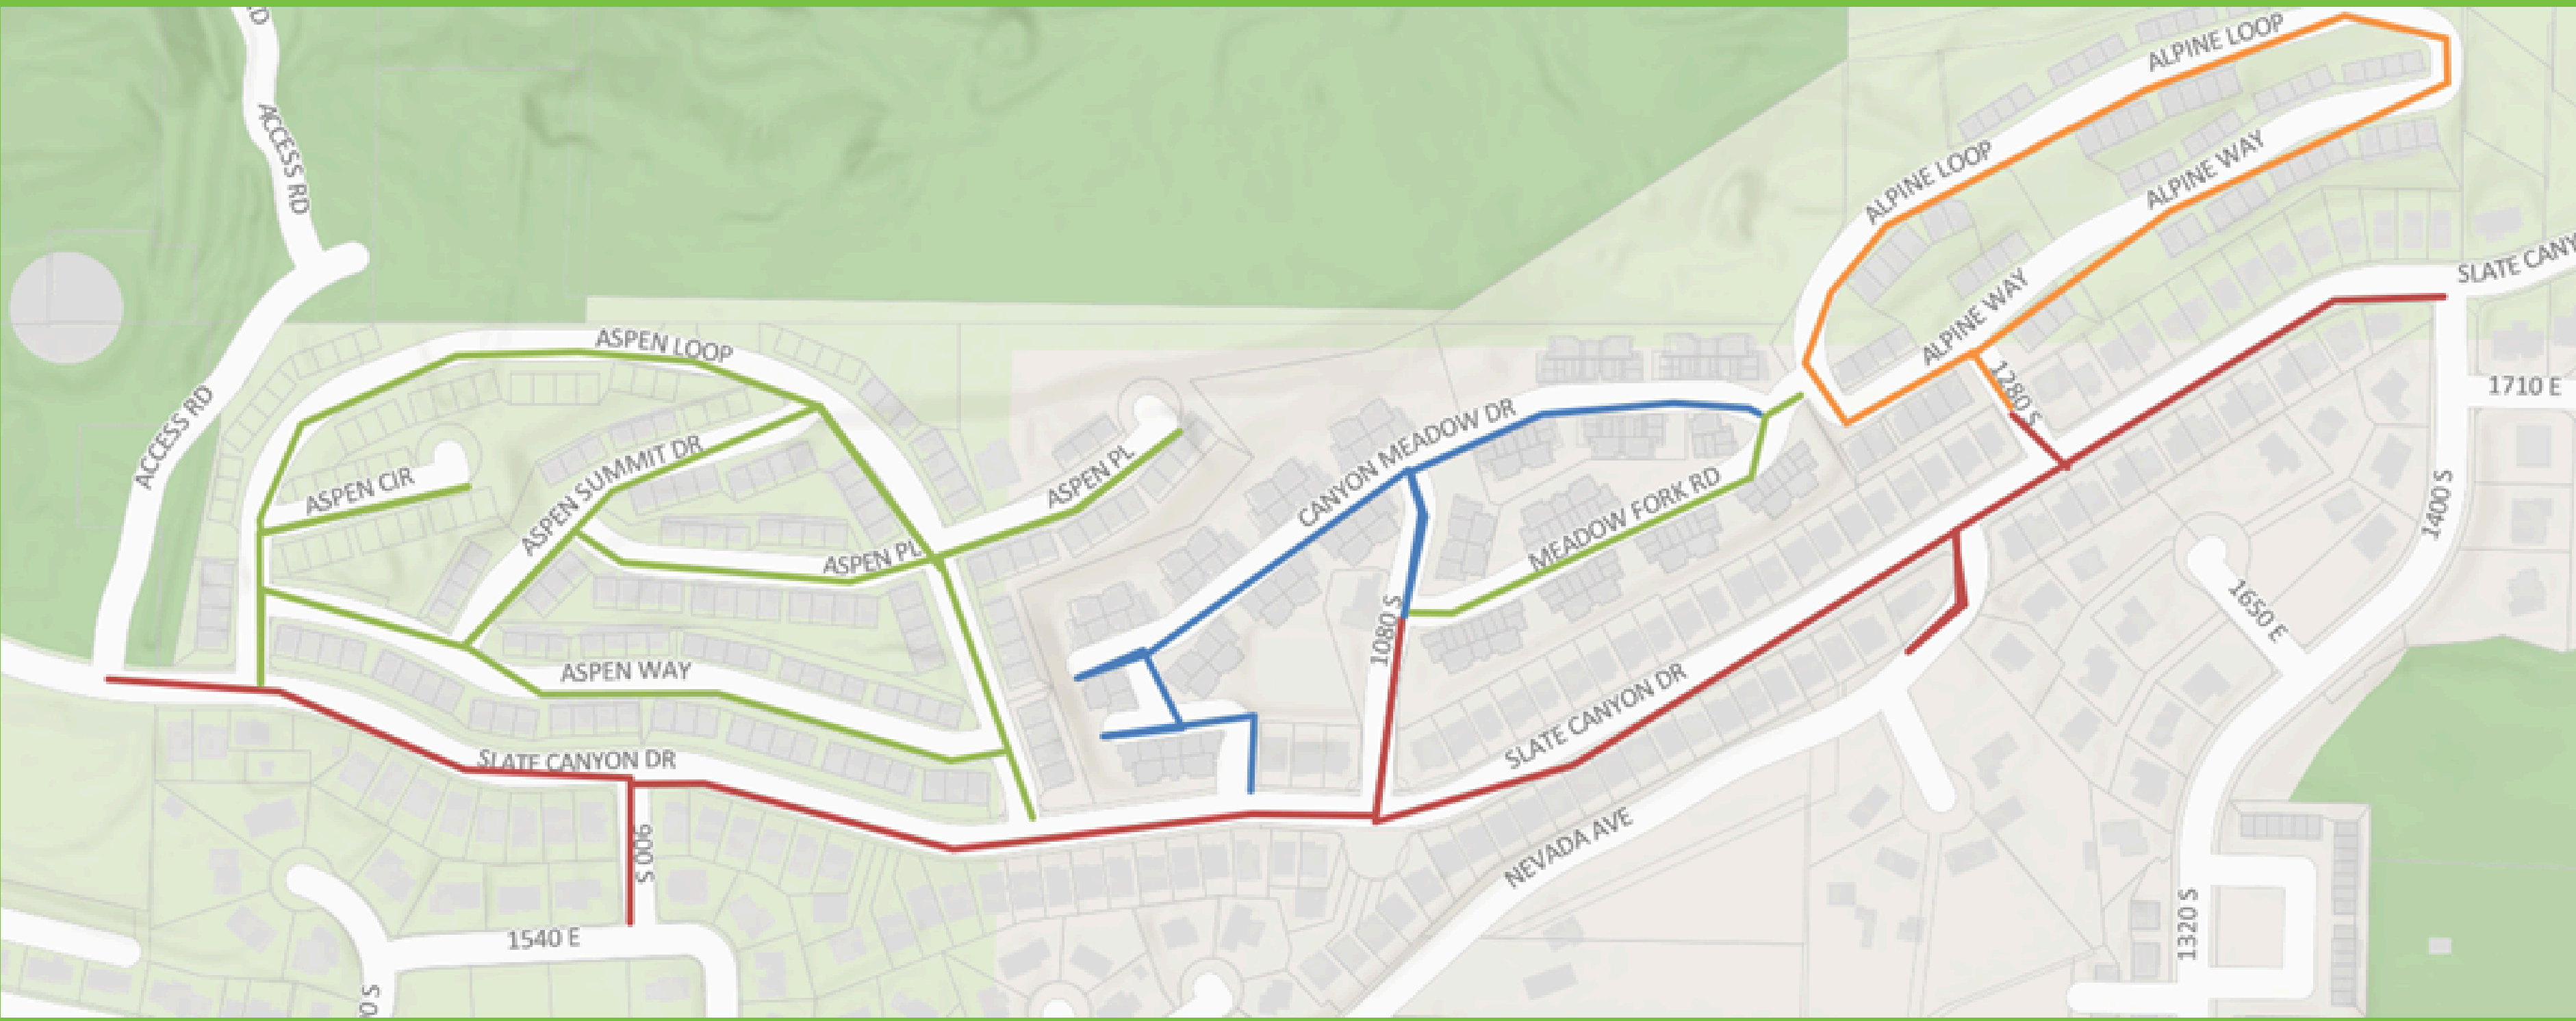 ACCESS RD
ALPINE LOOP
ALPINE LOOP
ALPINE WAY
SLATE CANY
ALPINE WAY
ASPEN LOOP
ACCESS RD
1280 S
1710 E
CANYON MEADOW DR
ASPEN SUMMIT DR
ASPEN CIR
ASPEN PL
MEADOW FORK RD
1400 S
ASPEN PL
1080 S
1650 E
ASPEN WAY
SLATE CANYON DR
SLATE CANYON DR
900 S
NEVADA AVE
1540 E
1320 S